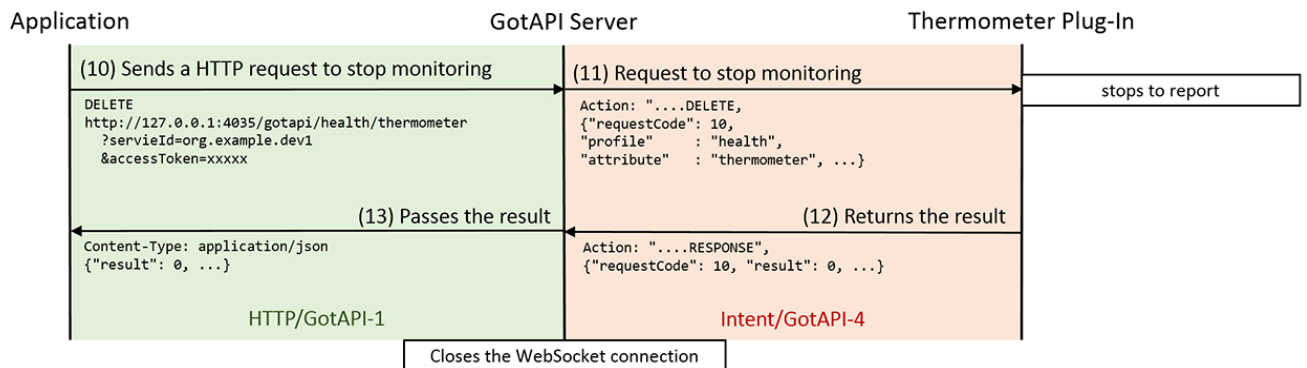 Application
GotAPI Server
Thermometer Plug-In
(10) Sends a HTTP request to stop monitoring
DELETE
http://127.0.0.1:4035/gotapi/health/thermometer
?servieId=org.example.dev1
&accessToken=xxxxx
(11) Request to stop monitoring
Action: "....DELETE,
{"requestCode": 10,
"profile" : "health",
"attribute" : "thermometer", ...}
stops to report
(13) Passes the result
Content-Type: application/json
{"result": 0, ...}
(12) Returns the result
Action: "....RESPONSE",
{"requestCode": 10, "result": 0, ...}
HTTP/GotAPI-1
Intent/GotAPI-4
Closes the WebSocket connection